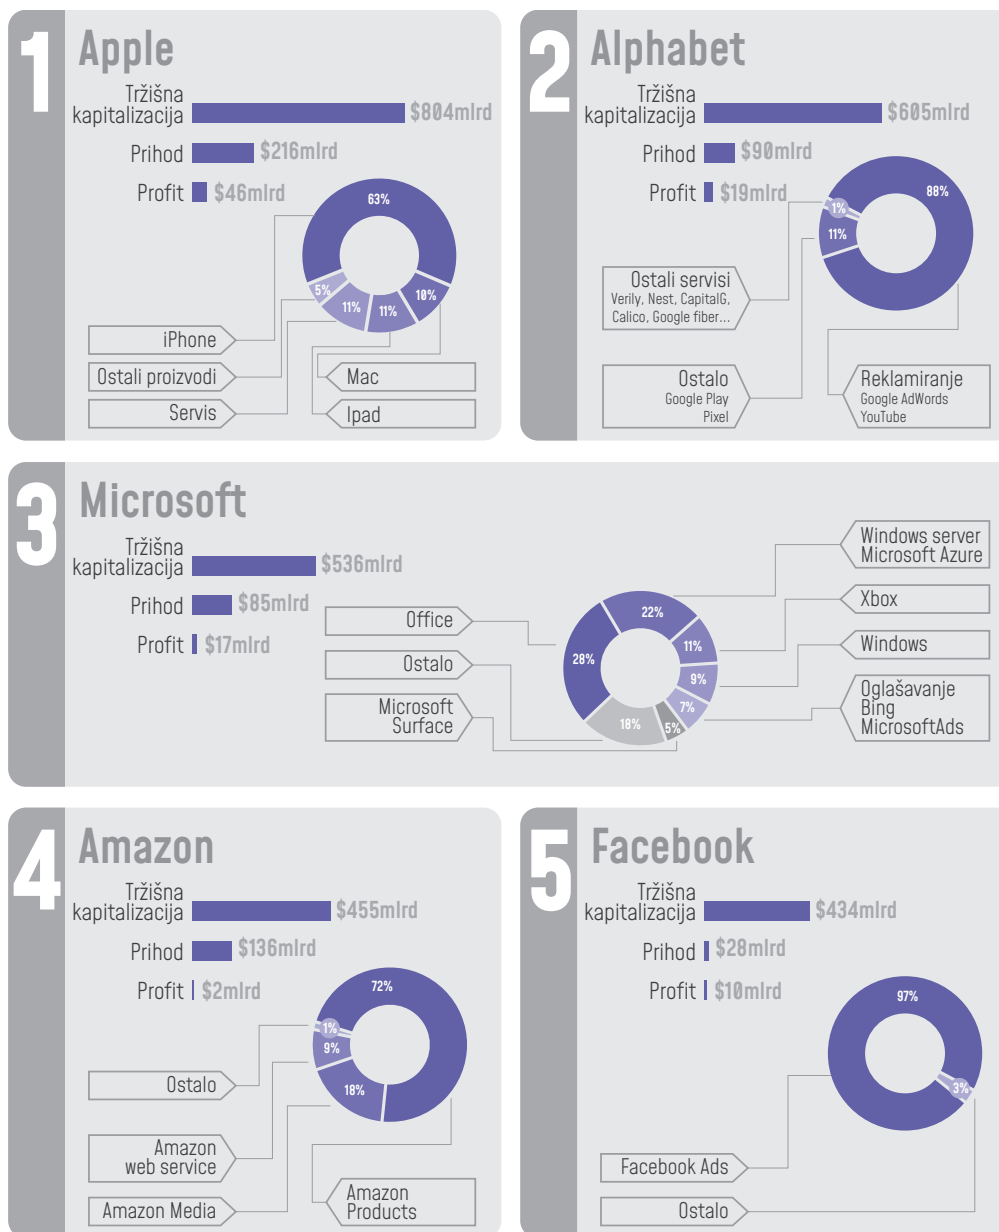 1
Apple
Tržišna
kapitalizacija
$804mlrd
Prihod
$216mlrd
Profit
$46mlrd
63%
5%
11%
11%
10%
iPhone
Ostali proizvodi
Servis
Mac
Ipad
2
Alphabet
Tržišna
kapitalizacija
$605mlrd
Prihod
$90mlrd
Profit
$19mlrd
88%
1%
11%
Ostali servisi
Verily, Nest, CapitalG,
Calico, Google fiber...
Ostalo
Google Play
Pixel
Reklamiranje
Google AdWords
YouTube
3
Microsoft
Tržišna
kapitalizacija
$536mlrd
Prihod
$85mlrd
Profit
$17mlrd
Office
Ostalo
Microsoft
Surface
22%
28%
11%
9%
7%
18%
5%
Windows server
Microsoft Azure
Xbox
Windows
Oglašavanje
Bing
MicrosoftAds
4
Amazon
Tržišna
kapitalizacija
$455mlrd
Prihod
$136mlrd
Profit
$2mlrd
72%
1%
9%
18%
Ostalo
Amazon
web service
Amazon Media
Amazon
Products
5
Facebook
Tržišna
kapitalizacija
$434mlrd
Prihod
$28mlrd
Profit
$10mlrd
97%
3%
Facebook Ads
Ostalo